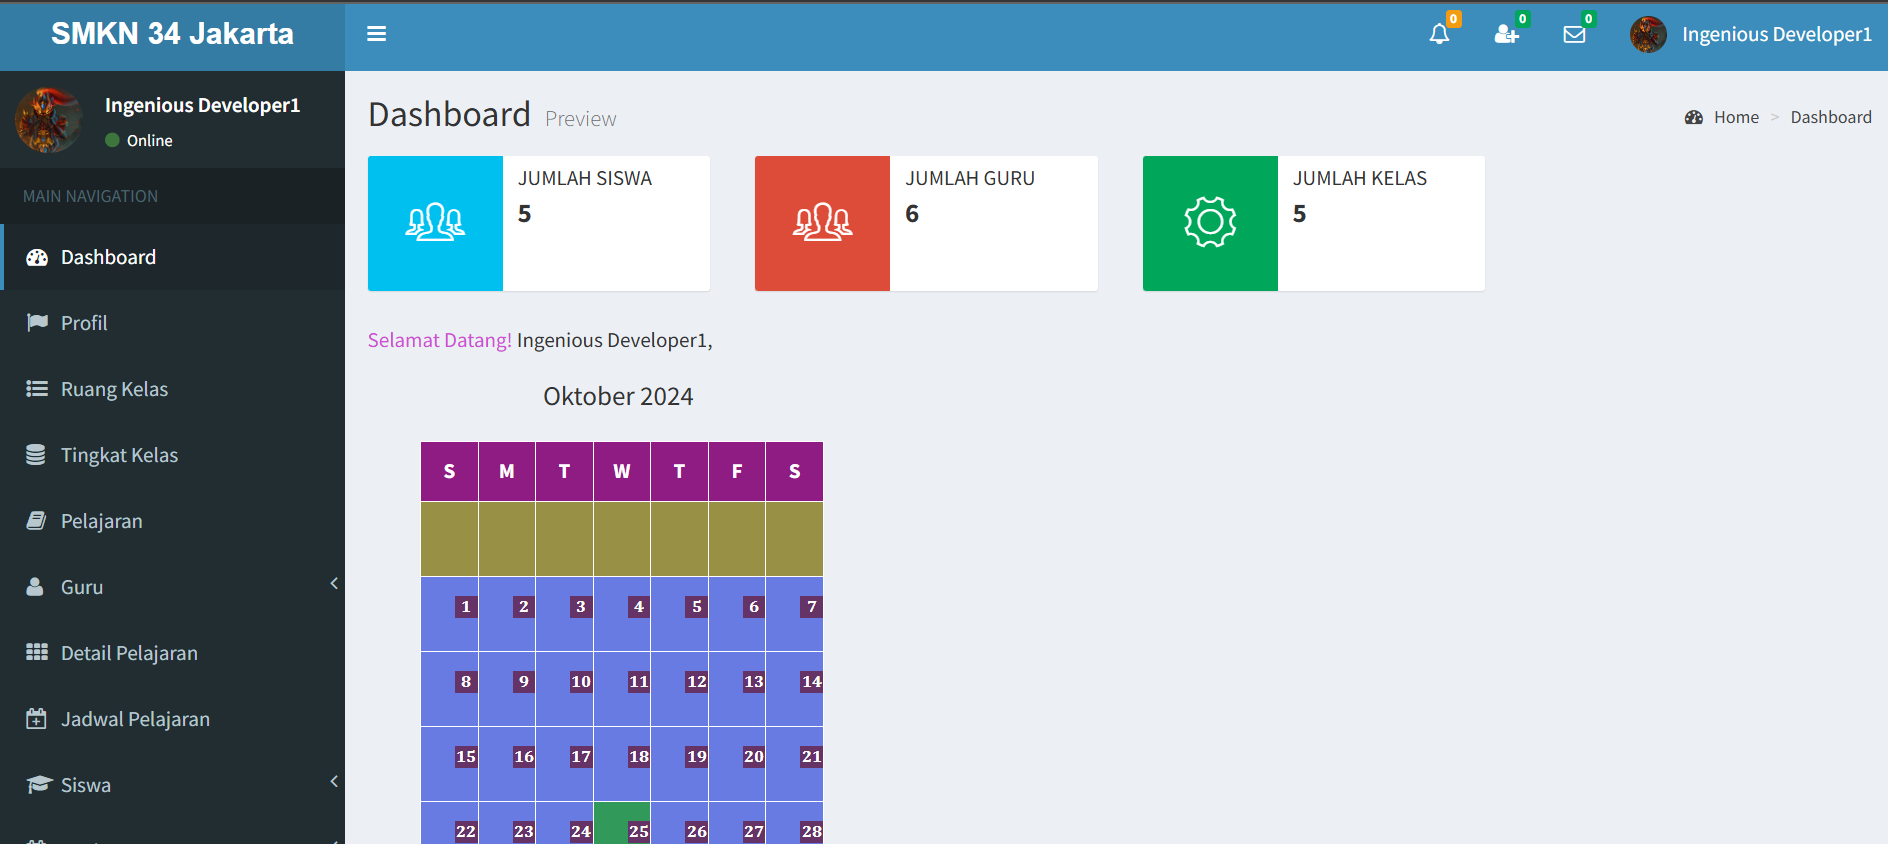 SMKN 34 Jakarta
0
0
0
Ingenious Developer1
Ingenious Developer1
Online
MAIN NAVIGATION
Dashboard
Profil
Ruang Kelas
Tingkat Kelas
Pelajaran
Guru
Detail Pelajaran
Jadwal Pelajaran
Siswa
Dashboard Preview
Home > Dashboard
JUMLAH SISWA
5
JUMLAH GURU
6
JUMLAH KELAS
5
Selamat Datang! Ingenious Developer1,
Oktober 2024
S M T W T F S
1 2 3 4 5 6 7
8 9 10 11 12 13 14
15 16 17 18 19 20 21
22 23 24 25 26 27 28